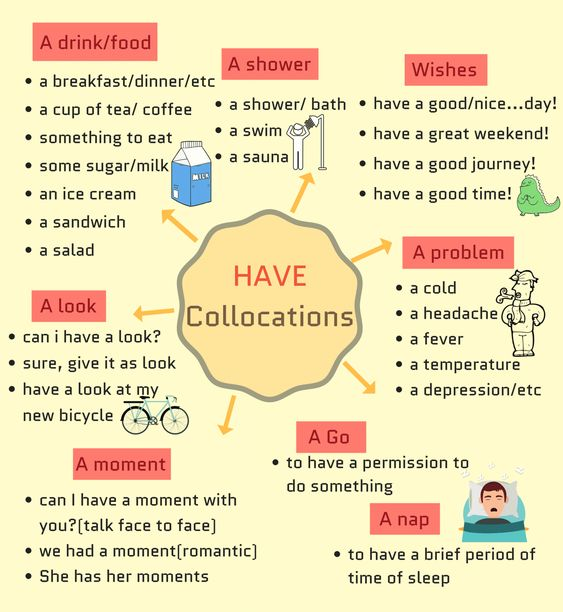 A drink/food
• a breakfast/dinner/etc
• a cup of tea/ coffee
• something to eat
• some sugar/milk
• an ice cream
• a sandwich
• a salad
MILK
A shower
• a shower/ bath
• a swim
• a sauna
Wishes
• have a good/nice...day!
• have a great weekend!
• have a good journey!
• have a good time!
HAVE
Collocations
A problem
• a cold
• a headache
• a fever
• a temperature
• a depression/etc
A look
• can i have a look?
• sure, give it as look
• have a look at my
new bicycle
A moment
• can I have a moment with
you?(talk face to face)
• we had a moment(romantic)
• She has her moments
A Go
• to have a permission to
do something
A nap
• to have a brief period of
time of sleep